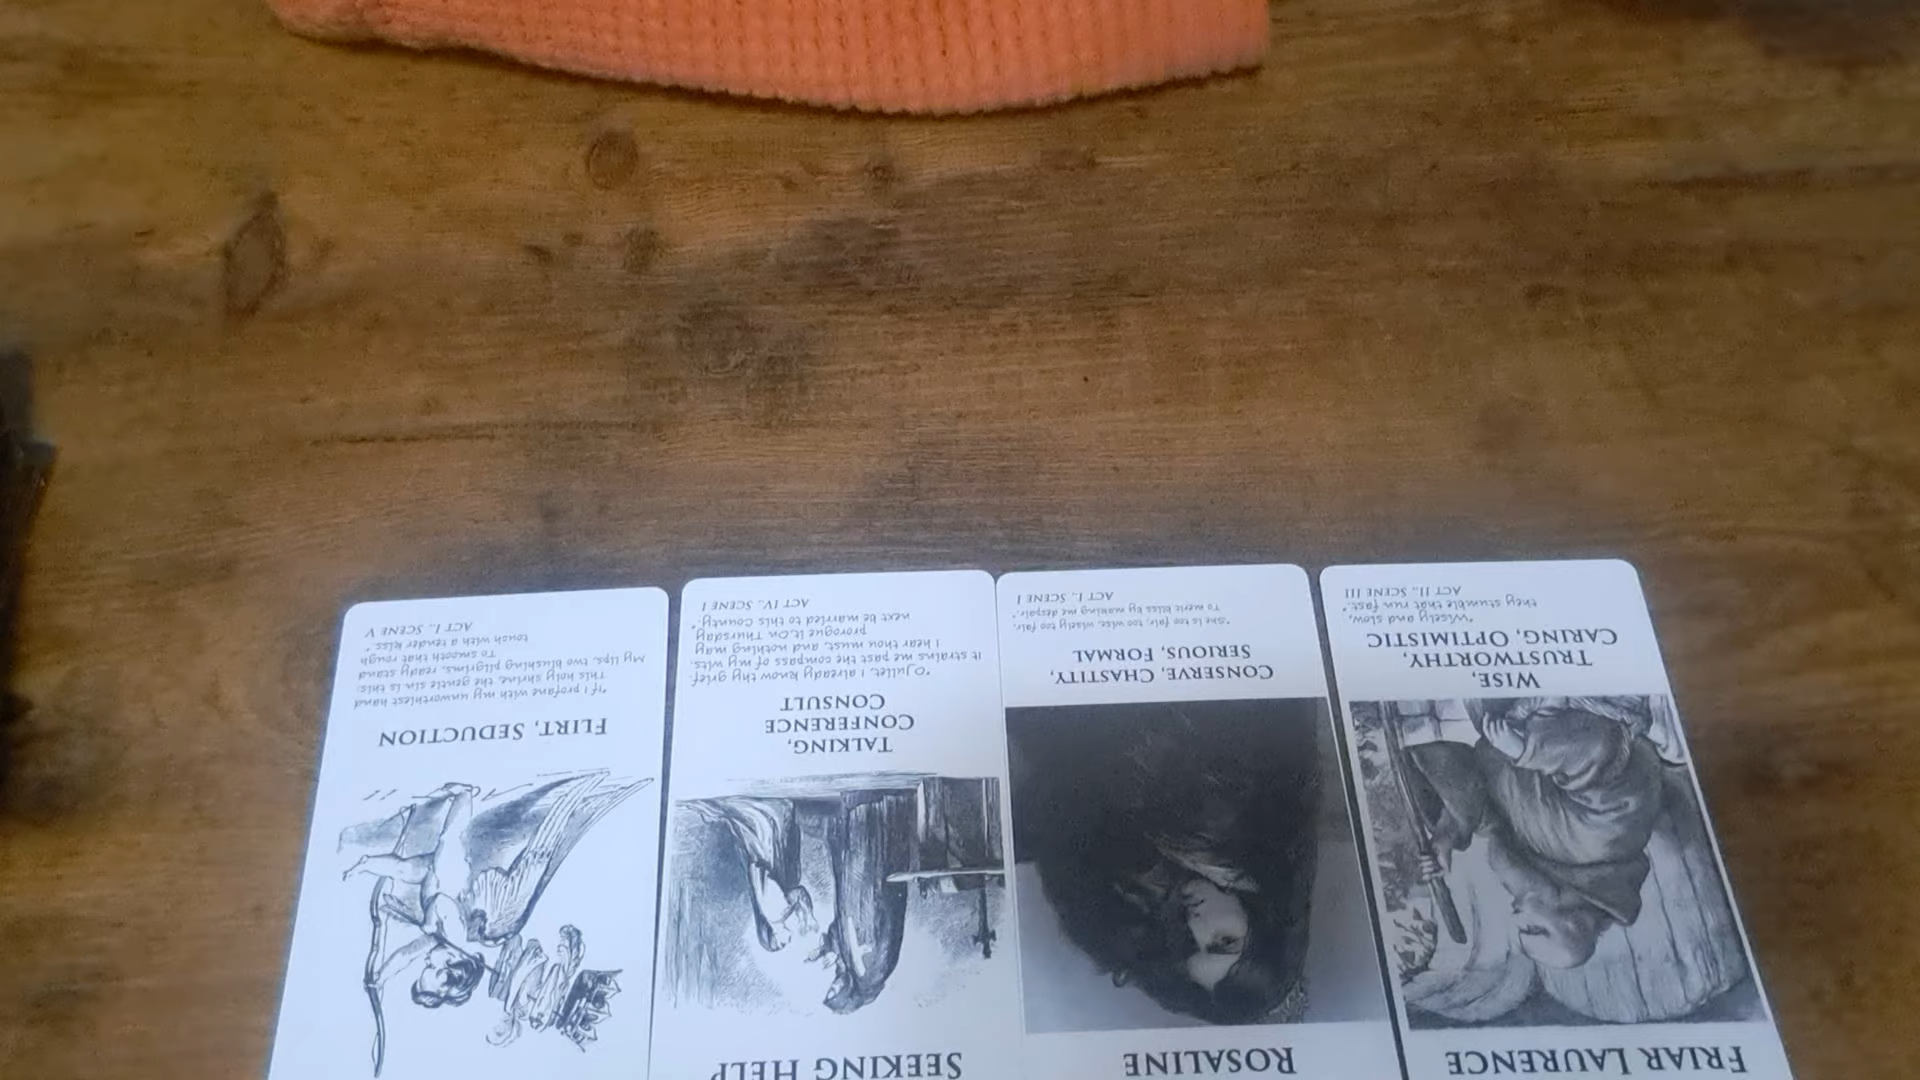 FRIAR LAURENCE
WISE,
TRUSTWORTHY,
CARING, OPTIMISTIC
"Wisely and slow,
they stumble that run fast."
ACT II., SCENE III
ROSALINE
CONSERVE, CHASTITY,
SERIOUS, FORMAL
"She is too fair, too wise, wisely too fair,
To merit bliss by making me despair."
ACT I., SCENE I
SEEKING HELP
TALKING,
CONFERENCE
CONSULT
"O Juliet, I already know thy grief.
It strains me past the compass of my wits.
I hear thou must, and nothing may
prorogue it,On Thursday
next be married to this County."
ACT IV., SCENE I
FLIRT, SEDUCTION
"If I profane with my unworthiest hand
This holy shrine, the gentle sin is this:
My lips, two blushing pilgrims, ready stand
To smooth that rough
touch with a tender kiss."
ACT I., SCENE V